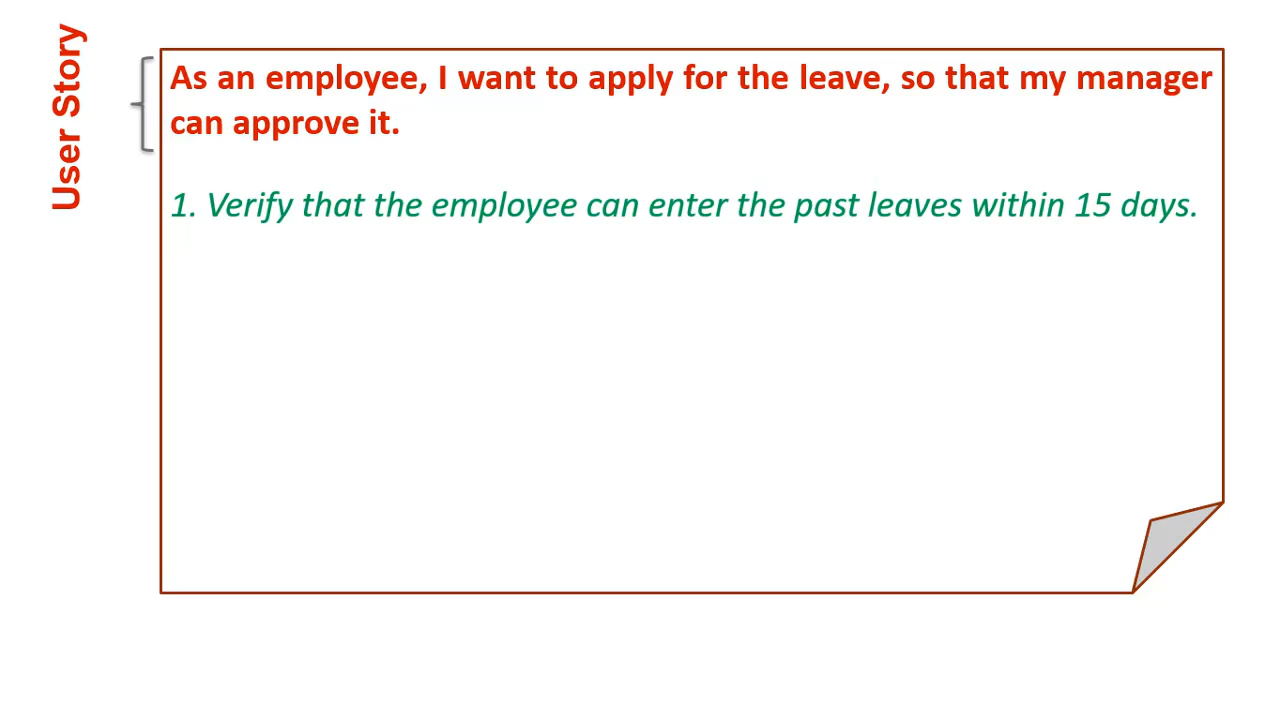 User Story
As an employee, I want to apply for the leave, so that my manager
can approve it.
1. Verify that the employee can enter the past leaves within 15 days.